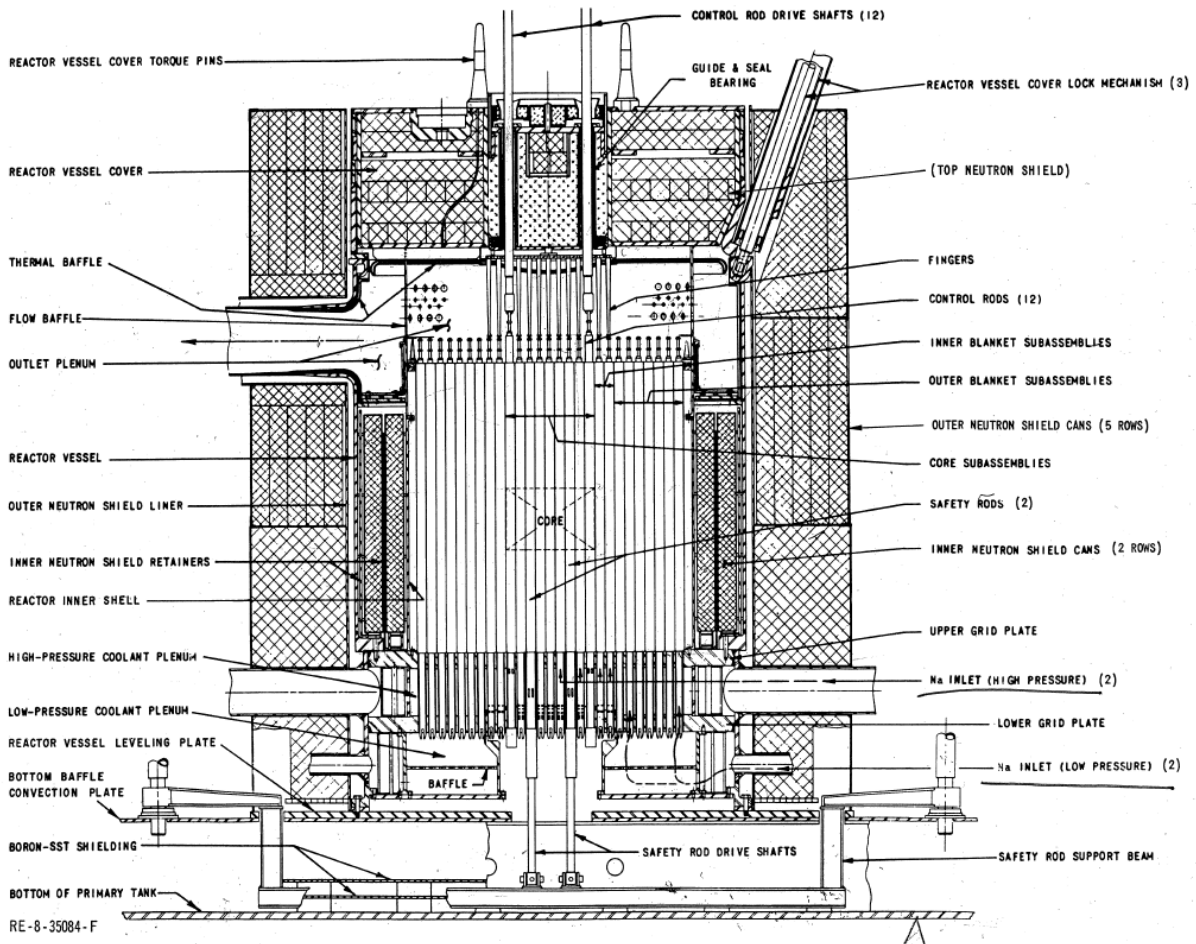 CONTROL ROD DRIVE SHAFTS (12)
REACTOR VESSEL COVER TORQUE PINS
GUIDE & SEAL
BEARING
REACTOR VESSEL COVER LOCK MECHANISM (3)
REACTOR VESSEL COVER
(TOP NEUTRON SHIELD)
THERMAL BAFFLE
FINGERS
FLOW BAFFLE
CONTROL RODS (12)
INNER BLANKET SUBASSEMBLIES
OUTLET PLENUM
OUTER BLANKET SUBASSEMBLIES
OUTER NEUTRON SHIELD CANS (5 ROWS)
REACTOR VESSEL
CORE SUBASSEMBLIES
OUTER NEUTRON SHIELD LINER
SAFETY RODS (2)
CORE
INNER NEUTRON SHIELD RETAINERS
INNER NEUTRON SHIELD CANS (2 ROWS)
REACTOR INNER SHELL
UPPER GRID PLATE
HIGH-PRESSURE COOLANT PLENUM
Na INLET (HIGH PRESSURE) (2)
LOW-PRESSURE COOLANT PLENUM
LOWER GRID PLATE
REACTOR VESSEL LEVELING PLATE
Na INLET (LOW PRESSURE) (2)
BOTTOM BAFFLE
CONVECTION PLATE
BAFFLE
BORON-SST SHIELDING
SAFETY ROD DRIVE SHAFTS
SAFETY ROD SUPPORT BEAM
BOTTOM OF PRIMARY TANK
RE-8-35084-F